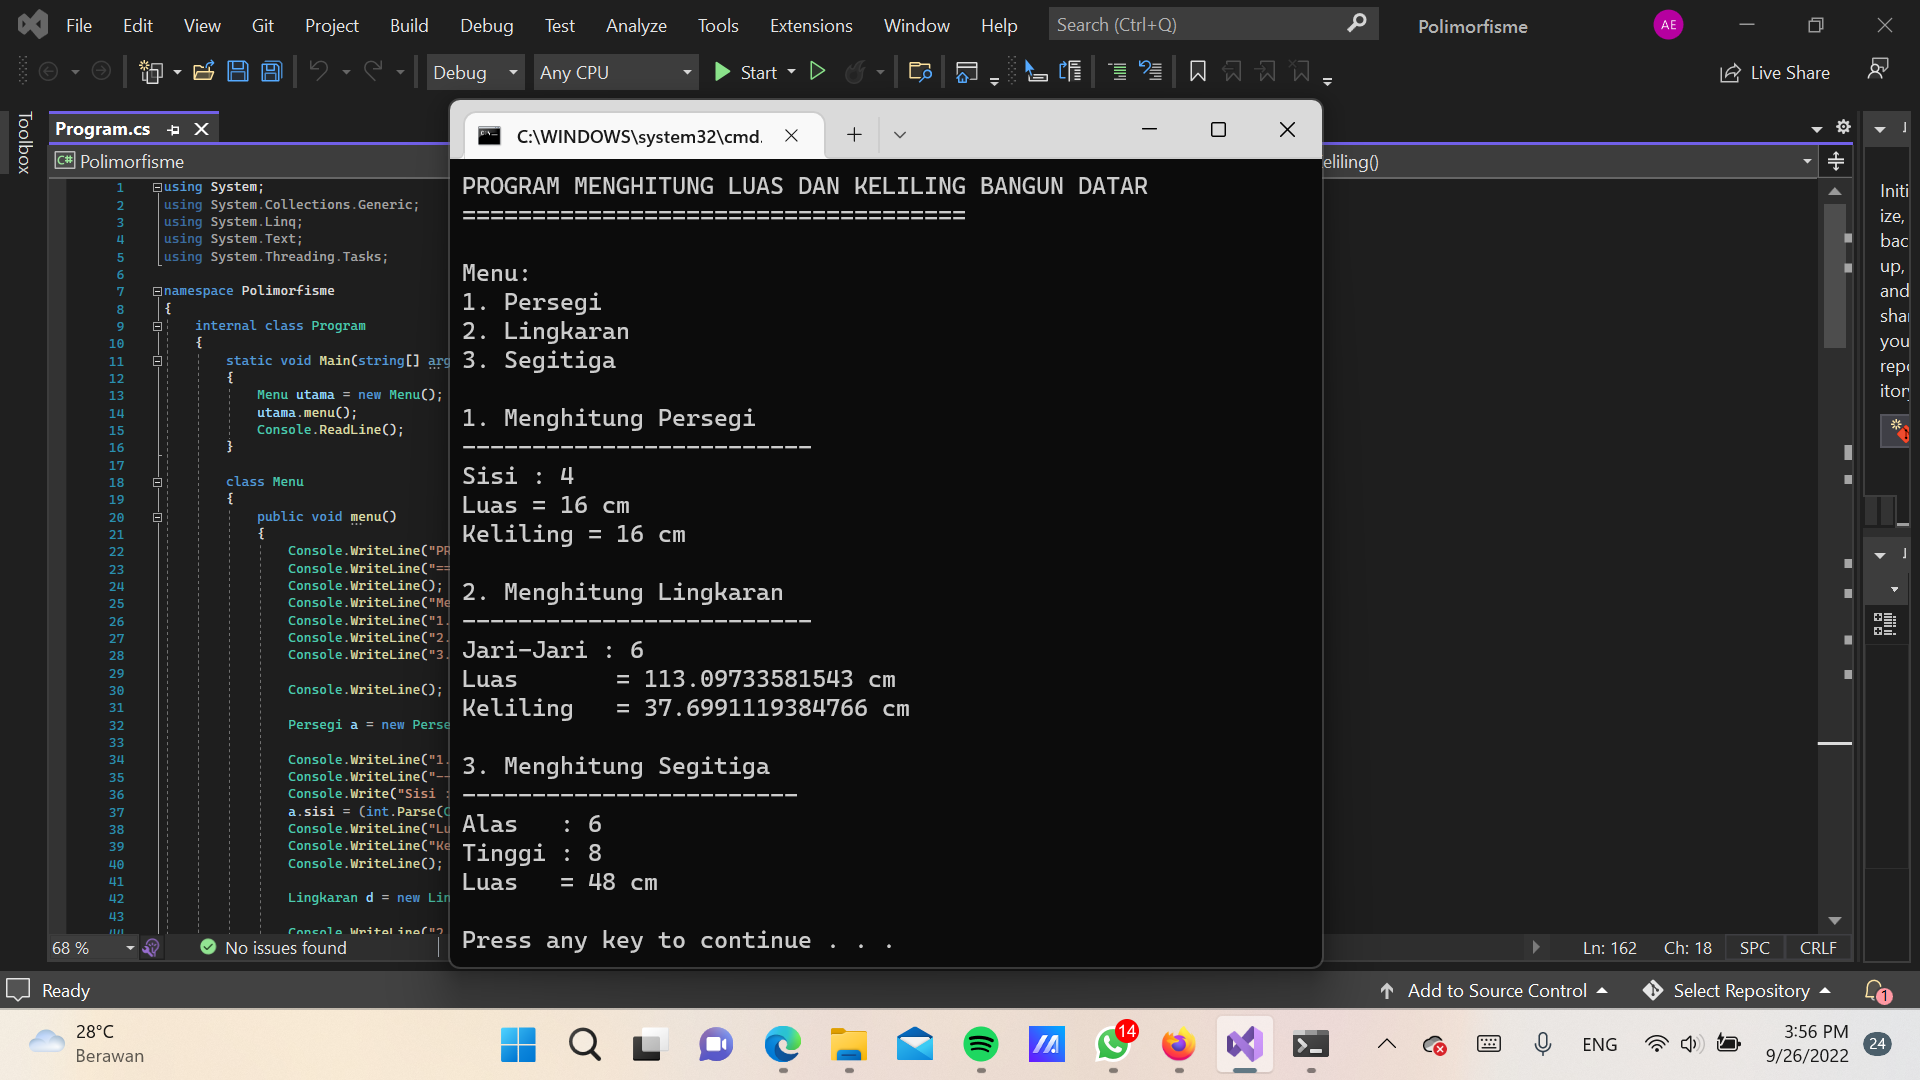 File Edit View Git Project Build Debug Test Analyze Tools Extensions Window Help Search (Ctrl+Q) Polimorfisme AE
Debug Any CPU Start Live Share
Toolbox
Program.cs
Polimorfisme
eliling()
1 using System;
2 using System.Collections.Generic;
3 using System.Linq;
4 using System.Text;
5 using System.Threading.Tasks;
6
7 namespace Polimorfisme
8 {
9 internal class Program
10 {
11 static void Main(string[] arg
12 {
13 Menu utama = new Menu();
14 utama.menu();
15 Console.ReadLine();
16 }
17
18 class Menu
19 {
20 public void menu()
21 {
22 Console.WriteLine("PR
23 Console.WriteLine("==
24 Console.WriteLine();
25 Console.WriteLine("Me
26 Console.WriteLine("1.
27 Console.WriteLine("2.
28 Console.WriteLine("3.
29
30 Console.WriteLine();
31
32 Persegi a = new Perse
33
34 Console.WriteLine("1.
35 Console.WriteLine("--
36 Console.Write("Sisi :
37 a.sisi = (int.Parse(C
38 Console.WriteLine("Lu
39 Console.WriteLine("Ke
40 Console.WriteLine();
41
42 Lingkaran d = new Lin
43
44 Console.WriteLine("2.
C:\WINDOWS\system32\cmd.
PROGRAM MENGHITUNG LUAS DAN KELILING BANGUN DATAR
====================================
Menu:
1. Persegi
2. Lingkaran
3. Segitiga
1. Menghitung Persegi
-------------------------
Sisi : 4
Luas = 16 cm
Keliling = 16 cm
2. Menghitung Lingkaran
-------------------------
Jari-Jari : 6
Luas       = 113.09733581543 cm
Keliling   = 37.6991119384766 cm
3. Menghitung Segitiga
------------------------
Alas   : 6
Tinggi : 8
Luas   = 48 cm
Press any key to continue . . .
Initi
ize,
bac
up,
and
shar
you
repo
itory
68 % No issues found Ln: 162 Ch: 18 SPC CRLF
Ready Add to Source Control Select Repository 1
28°C
Berawan
14
ENG
3:56 PM
9/26/2022
24